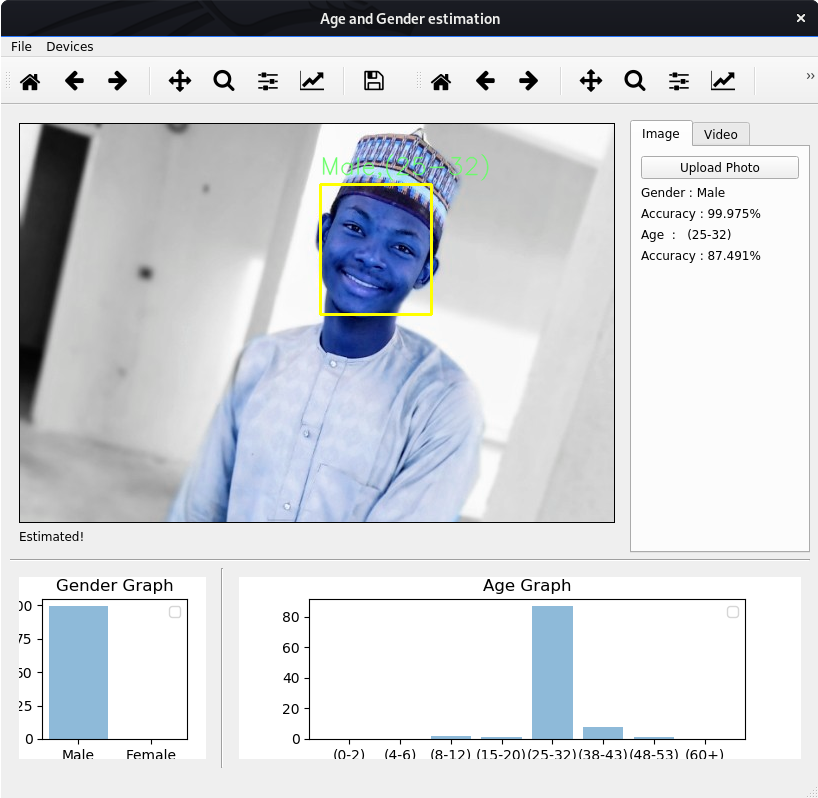 Age and Gender estimation
File Devices
Image Video
Male,(25-32)
Upload Photo
Gender : Male
Accuracy : 99.975%
Age : (25-32)
Accuracy : 87.491%
Estimated!
Gender Graph
00
75
50
25
0
Male Female
Age Graph
80
60
40
20
0
(0-2) (4-6) (8-12) (15-20) (25-32) (38-43) (48-53) (60+)